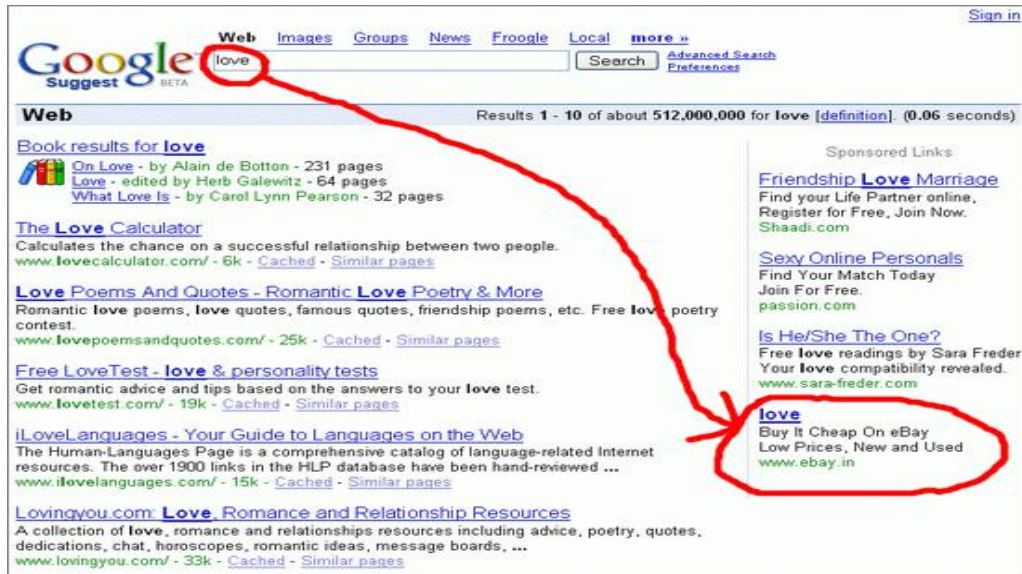 Sign in
Web Images Groups News Froogle Local more »
Google Suggest BETA
love
Search
Advanced Search
Preferences
Web
Results 1 - 10 of about 512,000,000 for love [definition]. (0.06 seconds)
Book results for love
On Love - by Alain de Botton - 231 pages
Love - edited by Herb Galewitz - 64 pages
What Love Is - by Carol Lynn Pearson - 32 pages
The Love Calculator
Calculates the chance on a successful relationship between two people.
www.lovecalculator.com/ - 6k - Cached - Similar pages
Love Poems And Quotes - Romantic Love Poetry & More
Romantic love poems, love quotes, famous quotes, friendship poems, etc. Free love poetry
contest.
www.lovepoemsandquotes.com/ - 25k - Cached - Similar pages
Free LoveTest - love & personality tests
Get romantic advice and tips based on the answers to your love test.
www.lovetest.com/ - 19k - Cached - Similar pages
iLoveLanguages - Your Guide to Languages on the Web
The Human-Languages Page is a comprehensive catalog of language-related Internet
resources. The over 1900 links in the HLP database have been hand-reviewed ...
www.ilovelanguages.com/ - 15k - Cached - Similar pages
Lovingyou.com: Love, Romance and Relationship Resources
A collection of love, romance and relationships resources including advice, poetry, quotes,
dedications, chat, horoscopes, romantic ideas, message boards, ...
www.lovingyou.com/ - 33k - Cached - Similar pages
Sponsored Links
Friendship Love Marriage
Find your Life Partner online,
Register for Free, Join Now.
Shaadi.com
Sexy Online Personals
Find Your Match Today
Join For Free.
passion.com
Is He/She The One?
Free love readings by Sara Freder
Your love compatibility revealed.
www.sara-freder.com
love
Buy It Cheap On eBay
Low Prices, New and Used
www.ebay.in